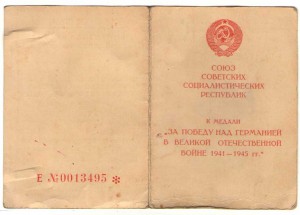 Е №0013495 *
СОЮЗ
СОВЕТСКИХ
СОЦИАЛИСТИЧЕСКИХ
РЕСПУБЛИК
К МЕДАЛИ
„ЗА ПОБЕДУ НАД ГЕРМАНИЕЙ
В ВЕЛИКОЙ ОТЕЧЕСТВЕННОЙ
ВОЙНЕ 1941—1945 гг.“